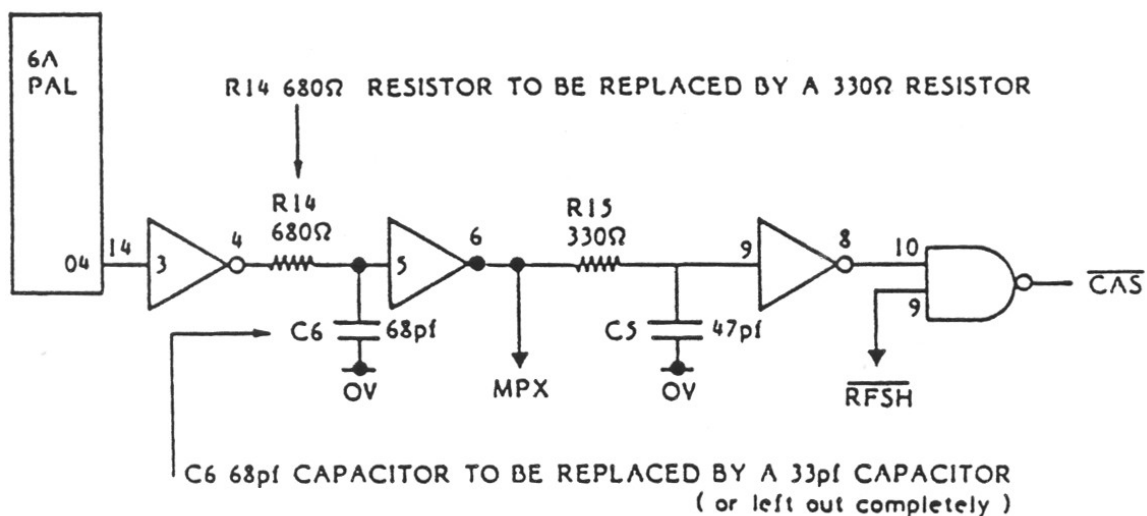 6A
PAL
R14 680Ω RESISTOR TO BE REPLACED BY A 330Ω RESISTOR
R14
680Ω
R15
330Ω
04
14
3
4
5
6
9
8
10
9
CAS
C6
68pf
C5
47pf
0V
MPX
0V
RFSH
C6 68pf CAPACITOR TO BE REPLACED BY A 33pf CAPACITOR
( or left out completely )